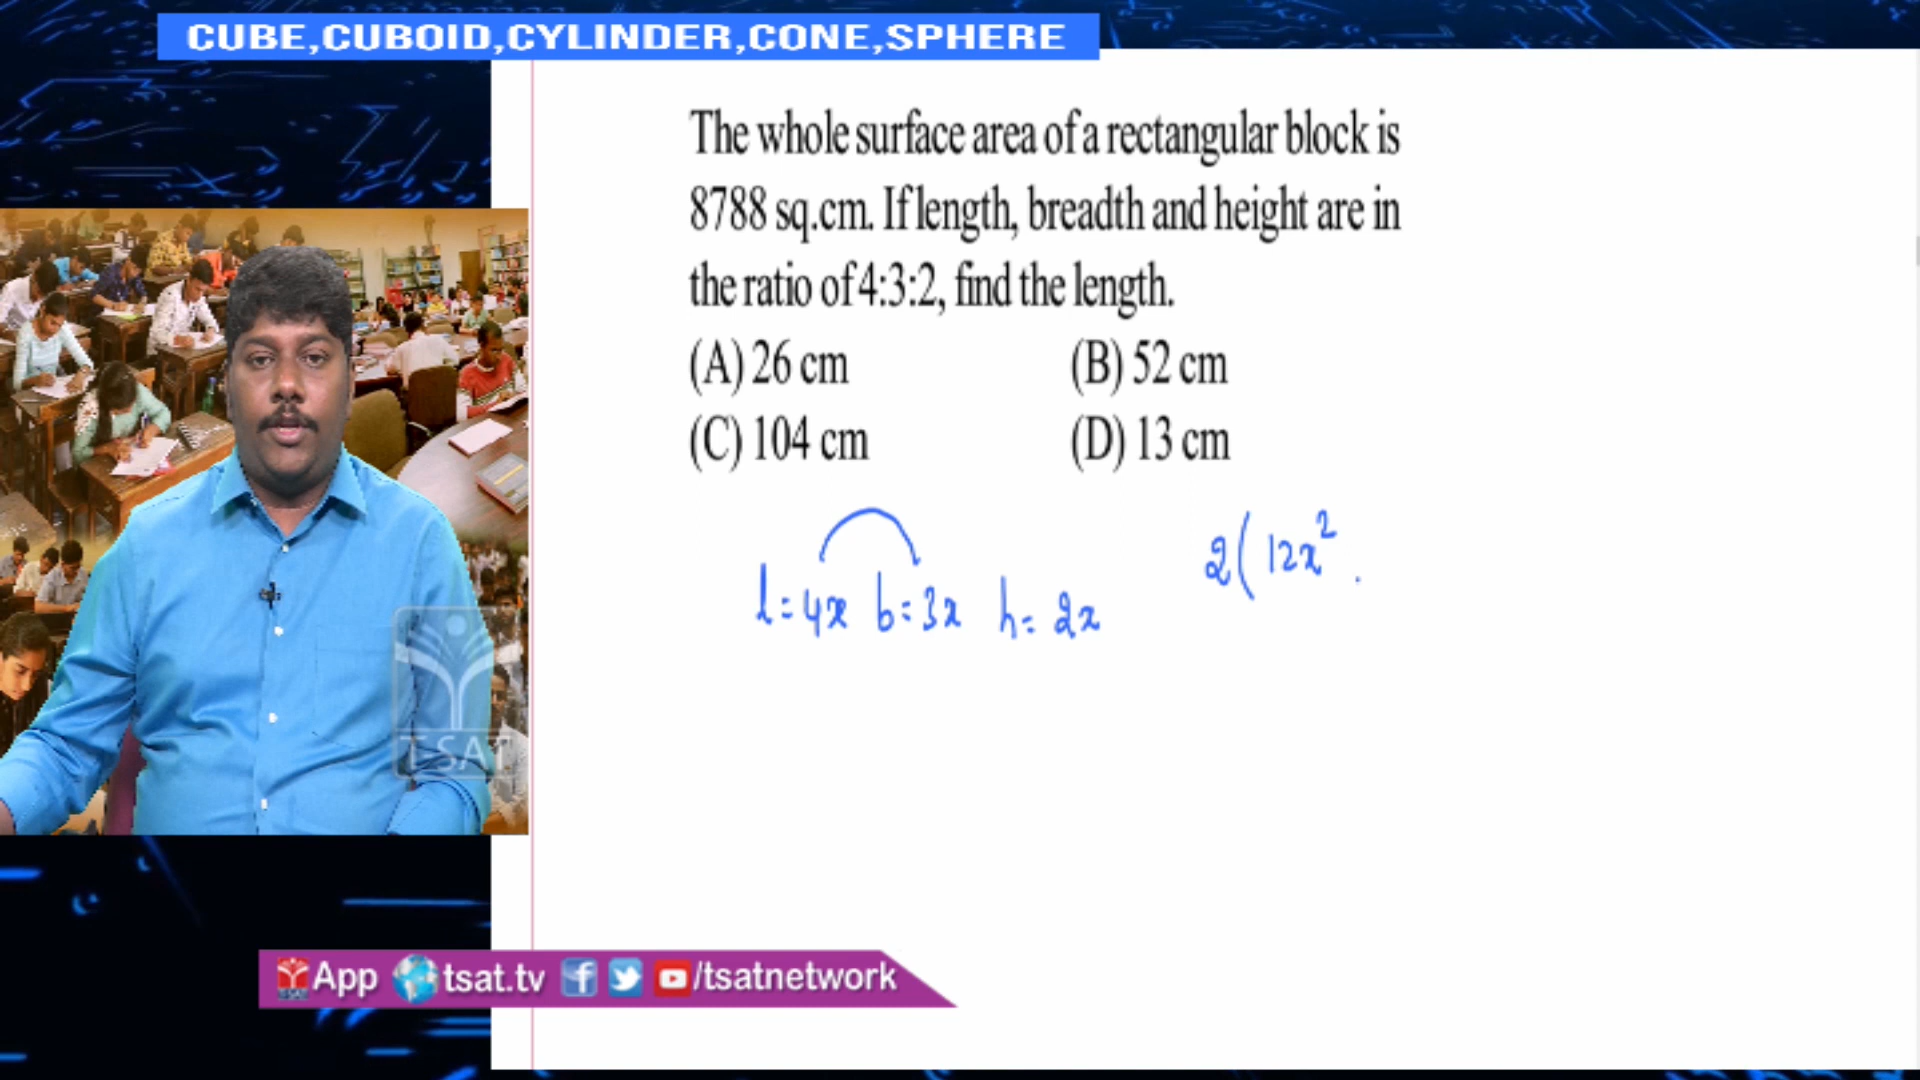 CUBE,CUBOID,CYLINDER,CONE,SPHERE
The whole surface area of a rectangular block is
8788 sq.cm. If length, breadth and height are in
the ratio of 4:3:2, find the length.
(A) 26 cm (B) 52 cm
(C) 104 cm (D) 13 cm
2(12x²
l=4x b=3x h=2x
T-SAT
App tsat.tv /tsatnetwork